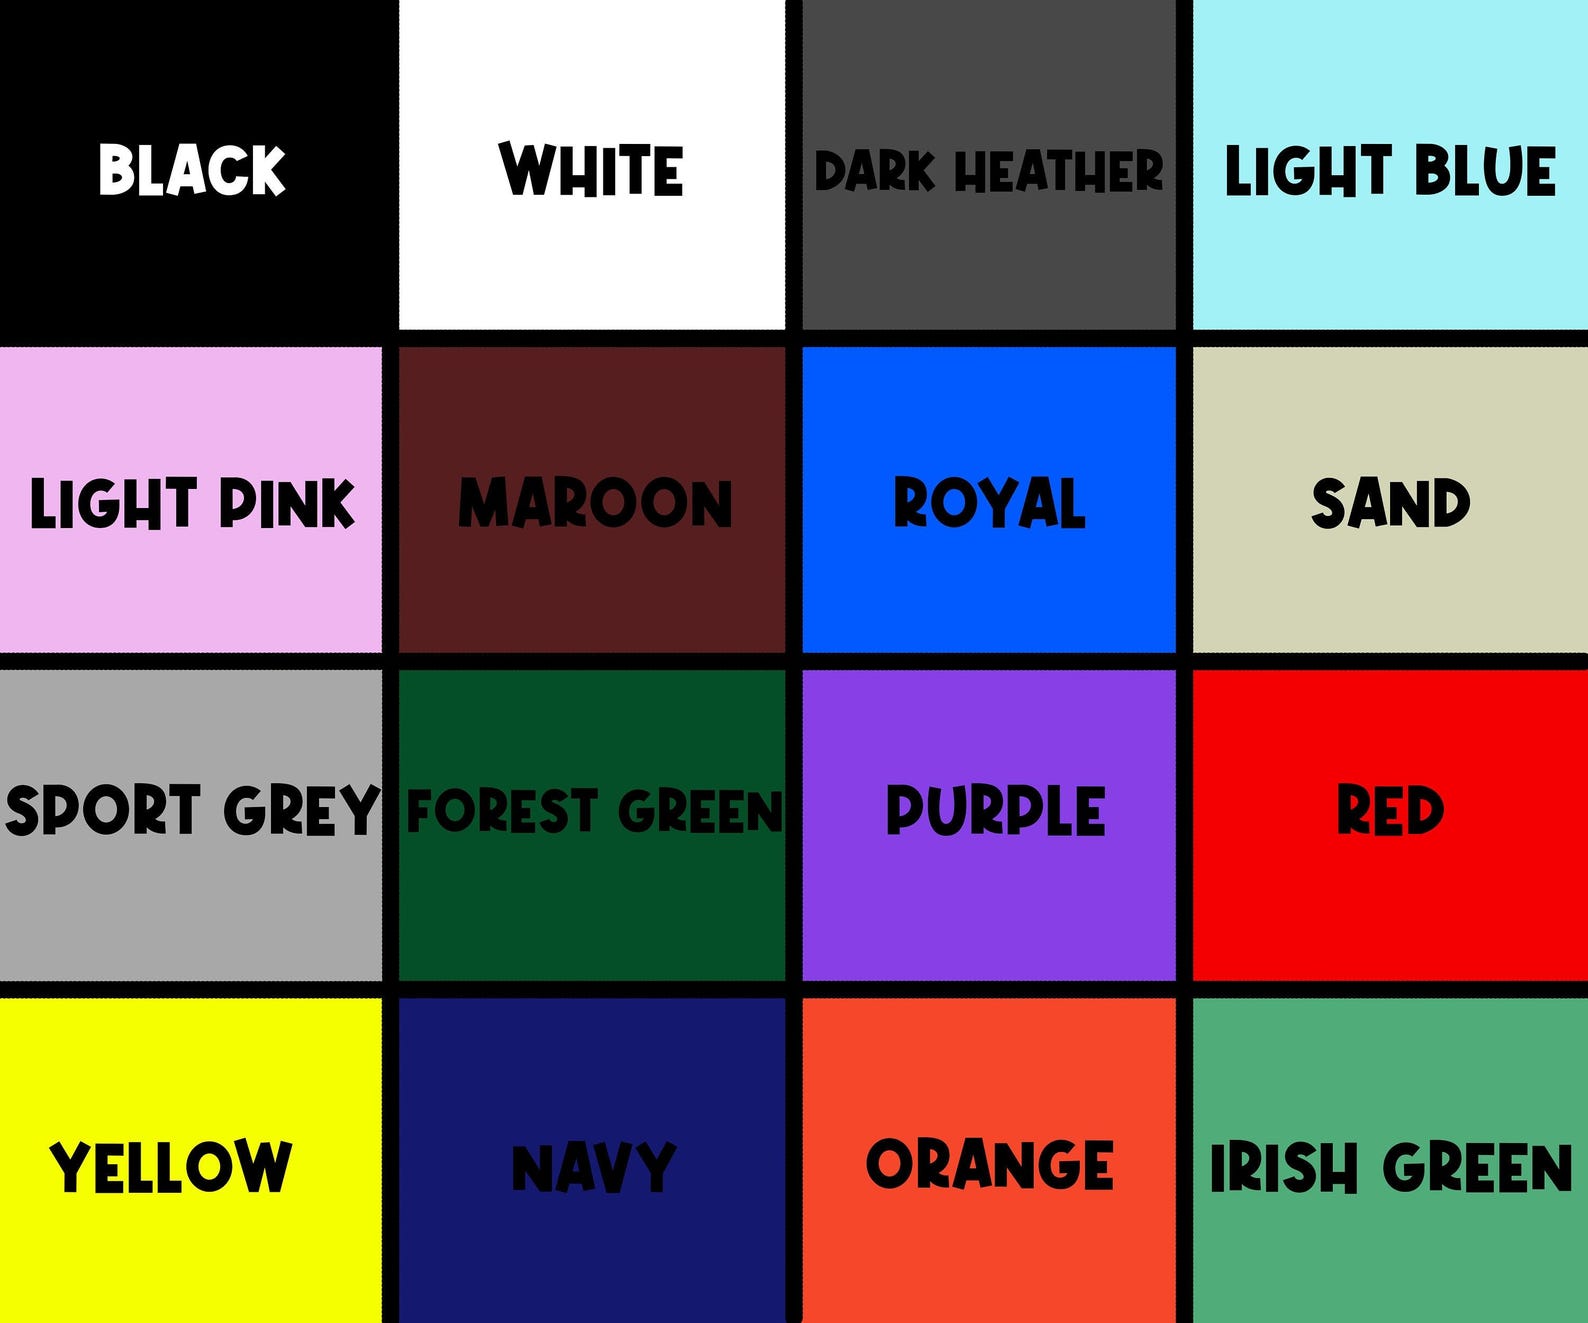 BLACK
WHITE
DARK HEATHER
LIGHT BLUE
LIGHT PINK
MAROON
ROYAL
SAND
SPORT GREY
FOREST GREEN
PURPLE
RED
YELLOW
NAVY
ORANGE
IRISH GREEN